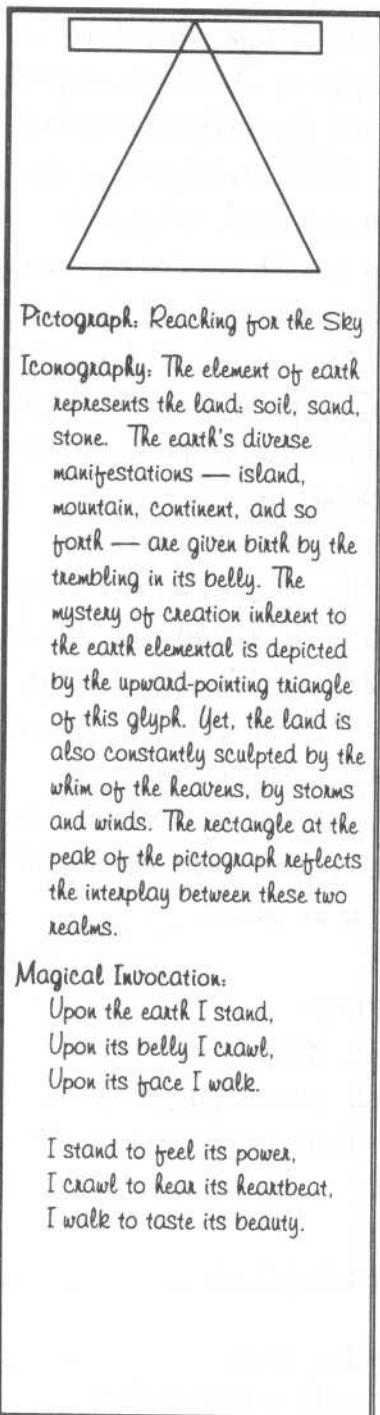 Pictograph: Reaching for the Sky
Iconography: The element of earth
represents the land: soil, sand,
stone. The earth's diverse
manifestations — island,
mountain, continent, and so
forth — are given birth by the
trembling in its belly. The
mystery of creation inherent to
the earth elemental is depicted
by the upward-pointing triangle
of this glyph. Yet, the land is
also constantly sculpted by the
whim of the heavens, by storms
and winds. The rectangle at the
peak of the pictograph reflects
the interplay between these two
realms.
Magical Invocation:
Upon the earth I stand,
Upon its belly I crawl,
Upon its face I walk.
I stand to feel its power,
I crawl to hear its heartbeat,
I walk to taste its beauty.